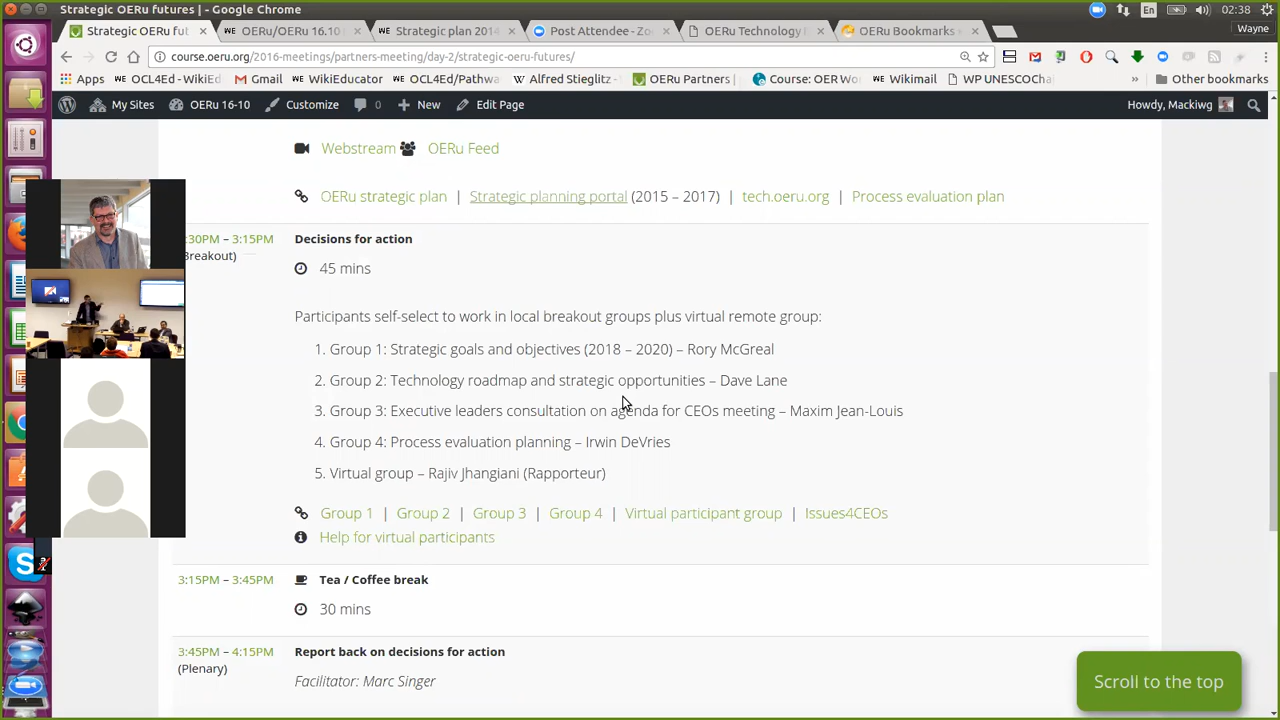 Strategic OERu futures | - Google Chrome
En
02:38
Strategic OERu fut
OERu/OERu 16.10
Strategic plan 2014
Post Attendee - Zo
OERu Technology
OERu Bookmarks
Wayne
course.oeru.org/2016-meetings/partners-meeting/day-2/strategic-oeru-futures/
Apps
OCL4Ed - WikiEd
Gmail
WikiEducator
OCL4Ed/Pathwa
Alfred Stieglitz -
OERu Partners
Course: OER Wo
Wikimail
WP UNESCOCha
»
Other bookmarks
My Sites
OERu 16-10
Customize
0
New
Edit Page
Howdy, Mackiwg
Webstream
OERu Feed
OERu strategic plan | Strategic planning portal (2015 – 2017) | tech.oeru.org | Process evaluation plan
:30PM – 3:15PM
Breakout)
Decisions for action
45 mins
Participants self-select to work in local breakout groups plus virtual remote group:
1. Group 1: Strategic goals and objectives (2018 – 2020) – Rory McGreal
2. Group 2: Technology roadmap and strategic opportunities – Dave Lane
3. Group 3: Executive leaders consultation on agenda for CEOs meeting – Maxim Jean-Louis
4. Group 4: Process evaluation planning – Irwin DeVries
5. Virtual group – Rajiv Jhangiani (Rapporteur)
Group 1 | Group 2 | Group 3 | Group 4 | Virtual participant group | Issues4CEOs
Help for virtual participants
3:15PM – 3:45PM
Tea / Coffee break
30 mins
3:45PM – 4:15PM
(Plenary)
Report back on decisions for action
Facilitator: Marc Singer
Scroll to the top